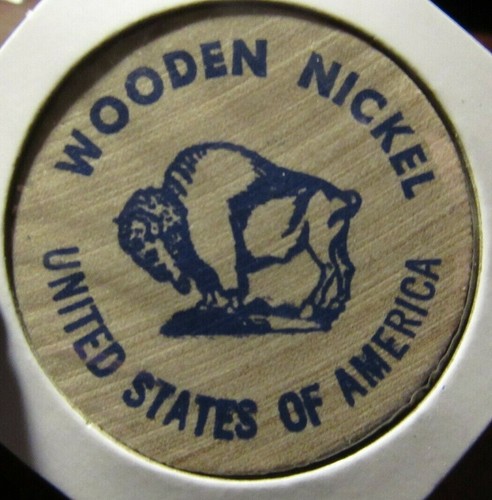 WOODEN NICKEL
UNITED STATES OF AMERICA